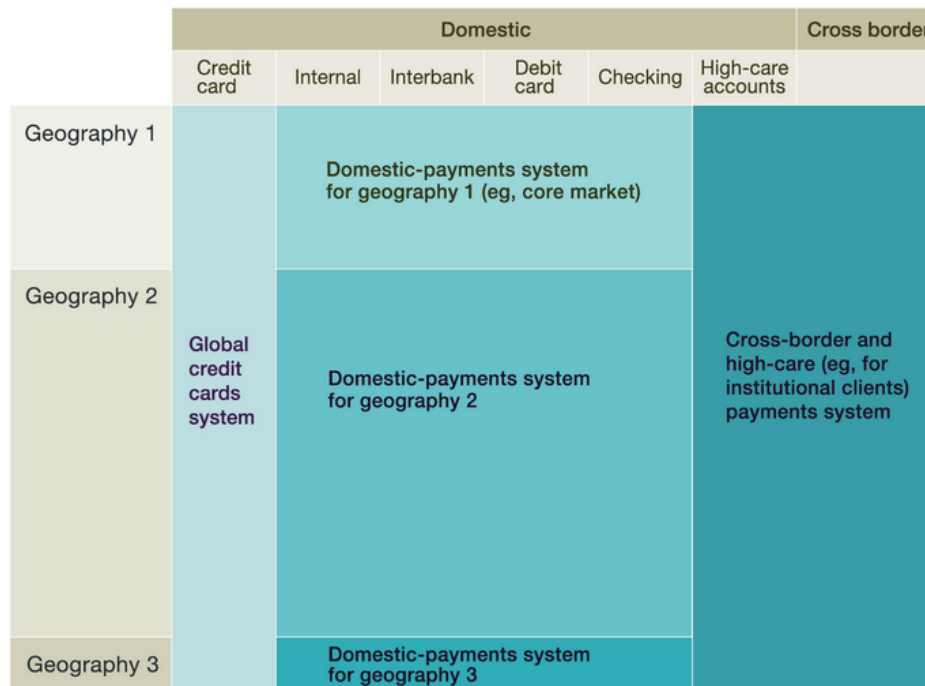 Domestic
Cross border
Credit
card
Internal
Interbank
Debit
card
Checking
High-care
accounts
Geography 1
Domestic-payments system
for geography 1 (eg, core market)
Geography 2
Global
credit
cards
system
Domestic-payments system
for geography 2
Cross-border and
high-care (eg, for
institutional clients)
payments system
Geography 3
Domestic-payments system
for geography 3